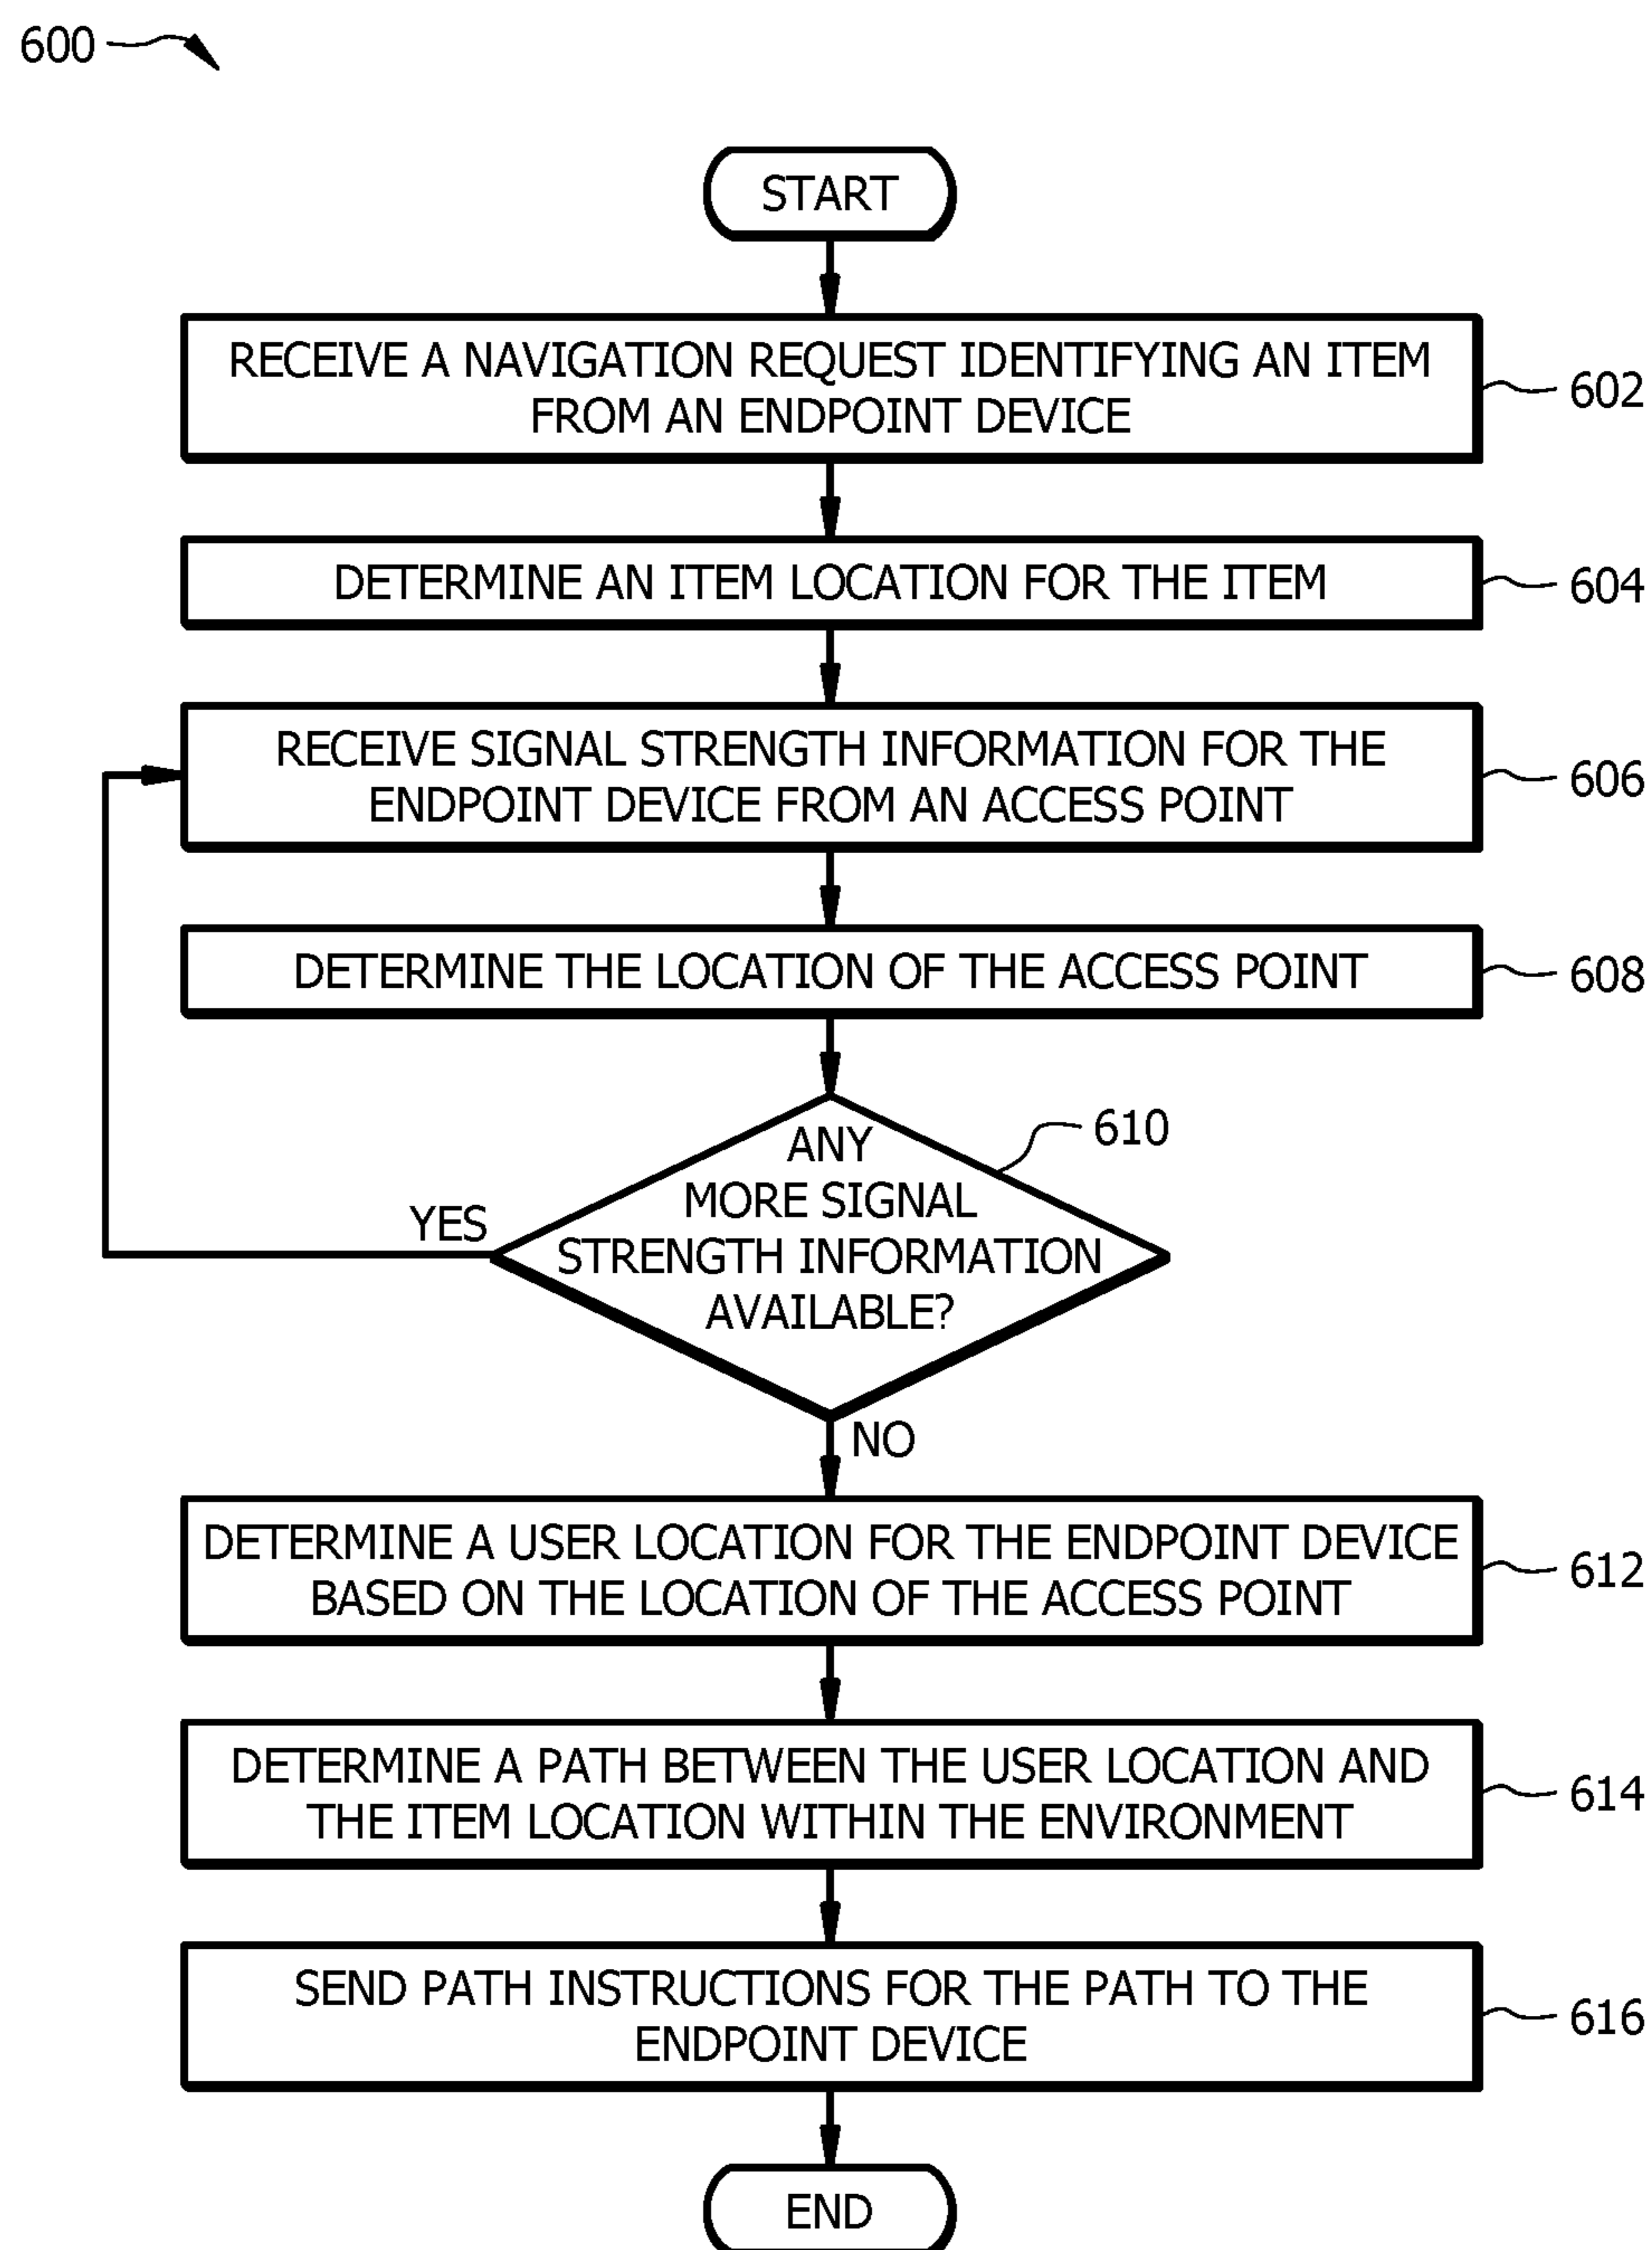 600
START
RECEIVE A NAVIGATION REQUEST IDENTIFYING AN ITEM
FROM AN ENDPOINT DEVICE
602
DETERMINE AN ITEM LOCATION FOR THE ITEM
604
RECEIVE SIGNAL STRENGTH INFORMATION FOR THE
ENDPOINT DEVICE FROM AN ACCESS POINT
606
DETERMINE THE LOCATION OF THE ACCESS POINT
608
ANY
MORE SIGNAL
STRENGTH INFORMATION
AVAILABLE?
610
YES
NO
DETERMINE A USER LOCATION FOR THE ENDPOINT DEVICE
BASED ON THE LOCATION OF THE ACCESS POINT
612
DETERMINE A PATH BETWEEN THE USER LOCATION AND
THE ITEM LOCATION WITHIN THE ENVIRONMENT
614
SEND PATH INSTRUCTIONS FOR THE PATH TO THE
ENDPOINT DEVICE
616
END